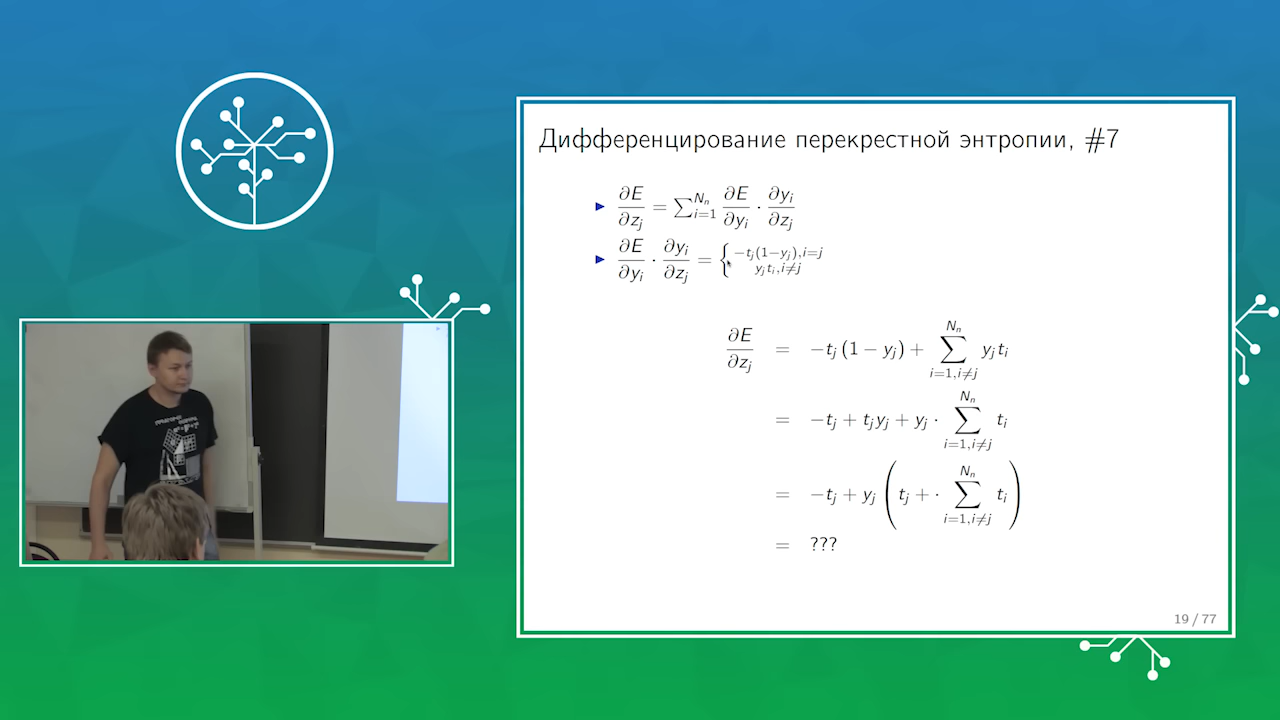 Дифференцирование перекрестной энтропии, #7
▶ ∂E/∂z_j = ∑_{i=1}^{N_n} ∂E/∂y_i · ∂y_i/∂z_j
▶ ∂E/∂y_i · ∂y_i/∂z_j = { −t_j(1−y_j), i=j
y_j t_i, i≠j
∂E/∂z_j = −t_j (1 − y_j) + ∑_{i=1,i≠j}^{N_n} y_j t_i
= −t_j + t_j y_j + y_j · ∑_{i=1,i≠j}^{N_n} t_i
= −t_j + y_j ( t_j + · ∑_{i=1,i≠j}^{N_n} t_i )
= ???
19 / 77